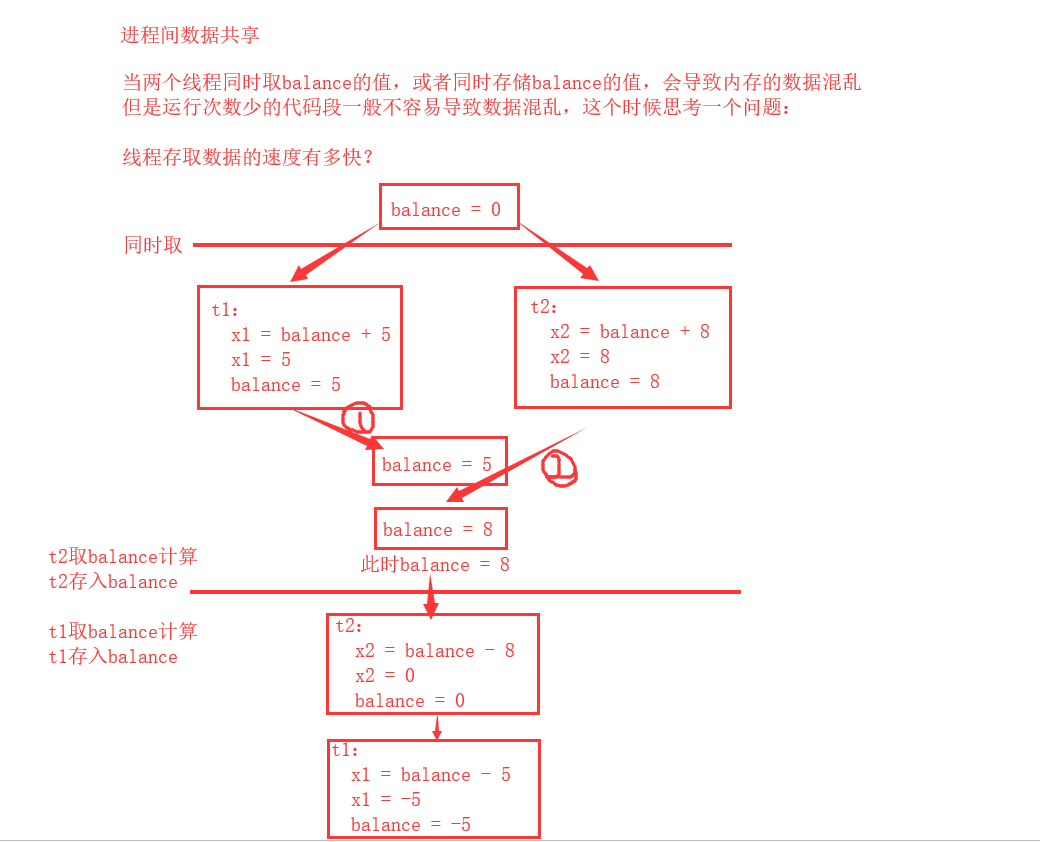 进程间数据共享
当两个线程同时取balance的值，或者同时存储balance的值，会导致内存的数据混乱
但是运行次数少的代码段一般不容易导致数据混乱，这个时候思考一个问题：
线程存取数据的速度有多快？
balance = 0
同时取
t1：
x1 = balance + 5
x1 = 5
balance = 5
t2：
x2 = balance + 8
x2 = 8
balance = 8
①
balance = 5
②
balance = 8
此时balance = 8
t2取balance计算
t2存入balance
t1取balance计算
t1存入balance
t2：
x2 = balance - 8
x2 = 0
balance = 0
t1：
x1 = balance - 5
x1 = -5
balance = -5